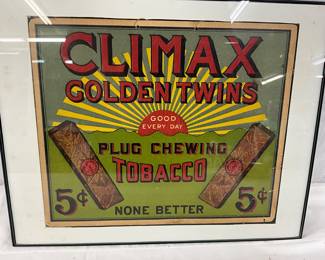 CLIMAX
GOLDEN TWINS
GOOD
EVERY DAY
PLUG CHEWING
TOBACCO
5¢ 5¢
NONE BETTER